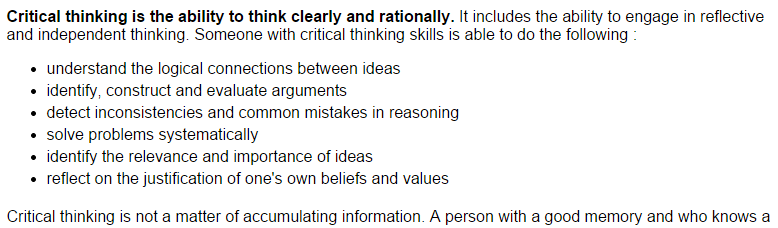 Critical thinking is the ability to think clearly and rationally. It includes the ability to engage in reflective
and independent thinking. Someone with critical thinking skills is able to do the following :
• understand the logical connections between ideas
• identify, construct and evaluate arguments
• detect inconsistencies and common mistakes in reasoning
• solve problems systematically
• identify the relevance and importance of ideas
• reflect on the justification of one's own beliefs and values
Critical thinking is not a matter of accumulating information. A person with a good memory and who knows a